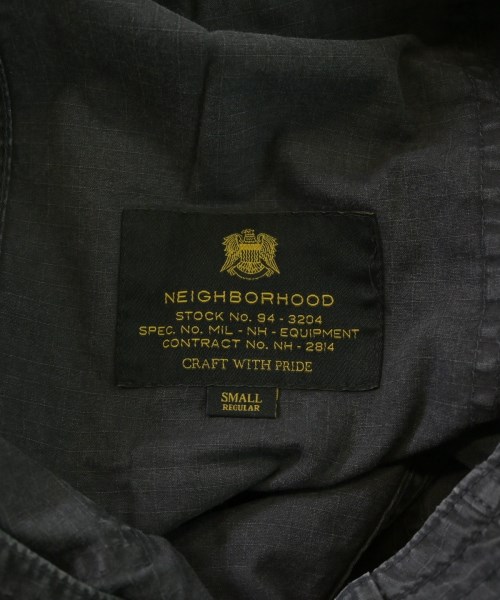 NEIGHBORHOOD
STOCK No. 94 - 3204
SPEC. No. MIL - NH - EQUIPMENT
CONTRACT No. NH - 2814
CRAFT WITH PRIDE
SMALL
REGULAR